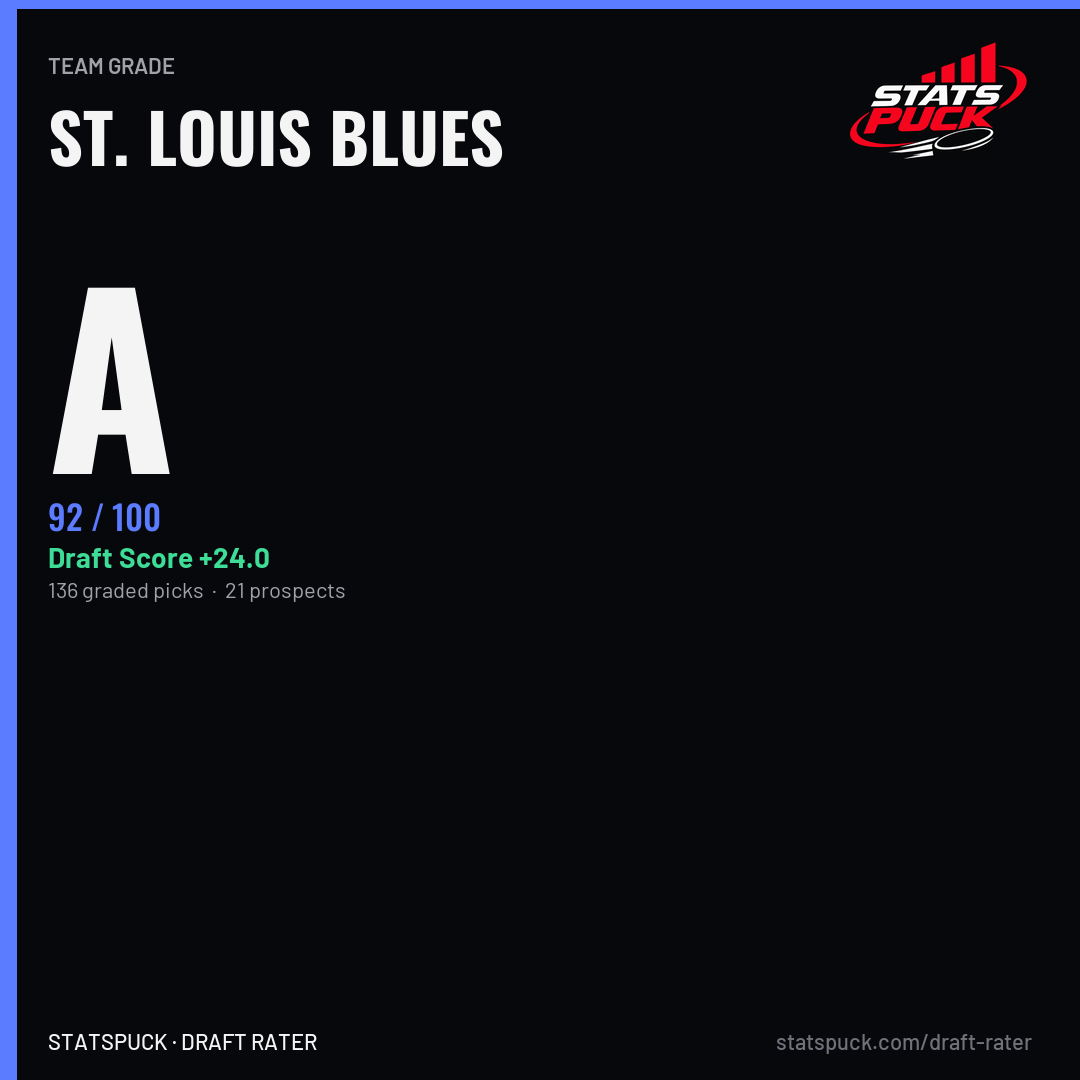 TEAM GRADE
ST. LOUIS BLUES
STATS
PUCK
A
92 / 100
Draft Score +24.0
136 graded picks · 21 prospects
STATSPUCK · DRAFT RATER
statspuck.com/draft-rater